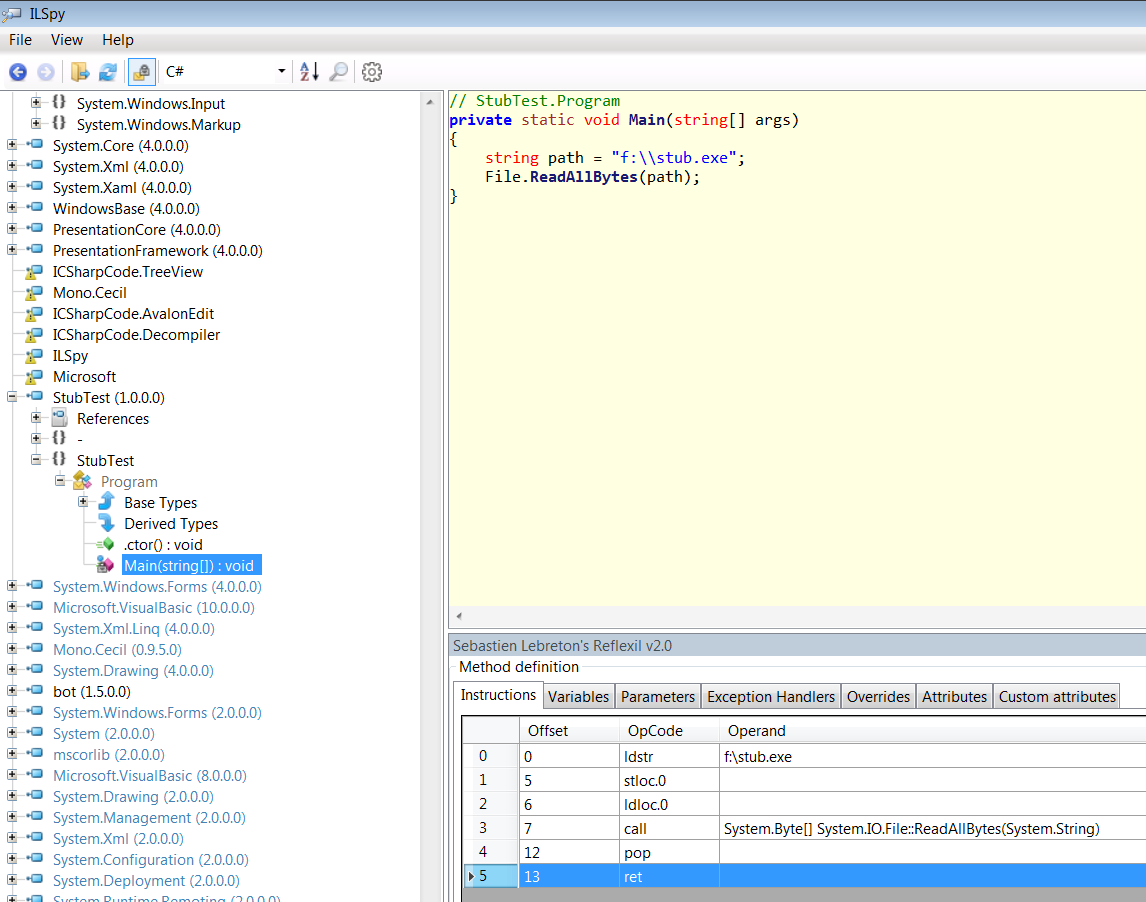 ILSpy
File View Help
C#
System.Windows.Input
System.Windows.Markup
System.Core (4.0.0.0)
System.Xml (4.0.0.0)
System.Xaml (4.0.0.0)
WindowsBase (4.0.0.0)
PresentationCore (4.0.0.0)
PresentationFramework (4.0.0.0)
ICSharpCode.TreeView
Mono.Cecil
ICSharpCode.AvalonEdit
ICSharpCode.Decompiler
ILSpy
Microsoft
StubTest (1.0.0.0)
References
-
StubTest
Program
Base Types
Derived Types
.ctor() : void
Main(string[]) : void
System.Windows.Forms (4.0.0.0)
Microsoft.VisualBasic (10.0.0.0)
System.Xml.Linq (4.0.0.0)
Mono.Cecil (0.9.5.0)
System.Drawing (4.0.0.0)
bot (1.5.0.0)
System.Windows.Forms (2.0.0.0)
System (2.0.0.0)
mscorlib (2.0.0.0)
Microsoft.VisualBasic (8.0.0.0)
System.Drawing (2.0.0.0)
System.Management (2.0.0.0)
System.Xml (2.0.0.0)
System.Configuration (2.0.0.0)
System.Deployment (2.0.0.0)
System.Runtime.Remoting (2.0.0.0)
// StubTest.Program
private static void Main(string[] args)
{
string path = "f:\\stub.exe";
File.ReadAllBytes(path);
}
Sebastien Lebreton's Reflexil v2.0
Method definition
Instructions Variables Parameters Exception Handlers Overrides Attributes Custom attributes
Offset OpCode Operand
0 0 ldstr f:\stub.exe
1 5 stloc.0
2 6 ldloc.0
3 7 call System.Byte[] System.IO.File::ReadAllBytes(System.String)
4 12 pop
5 13 ret